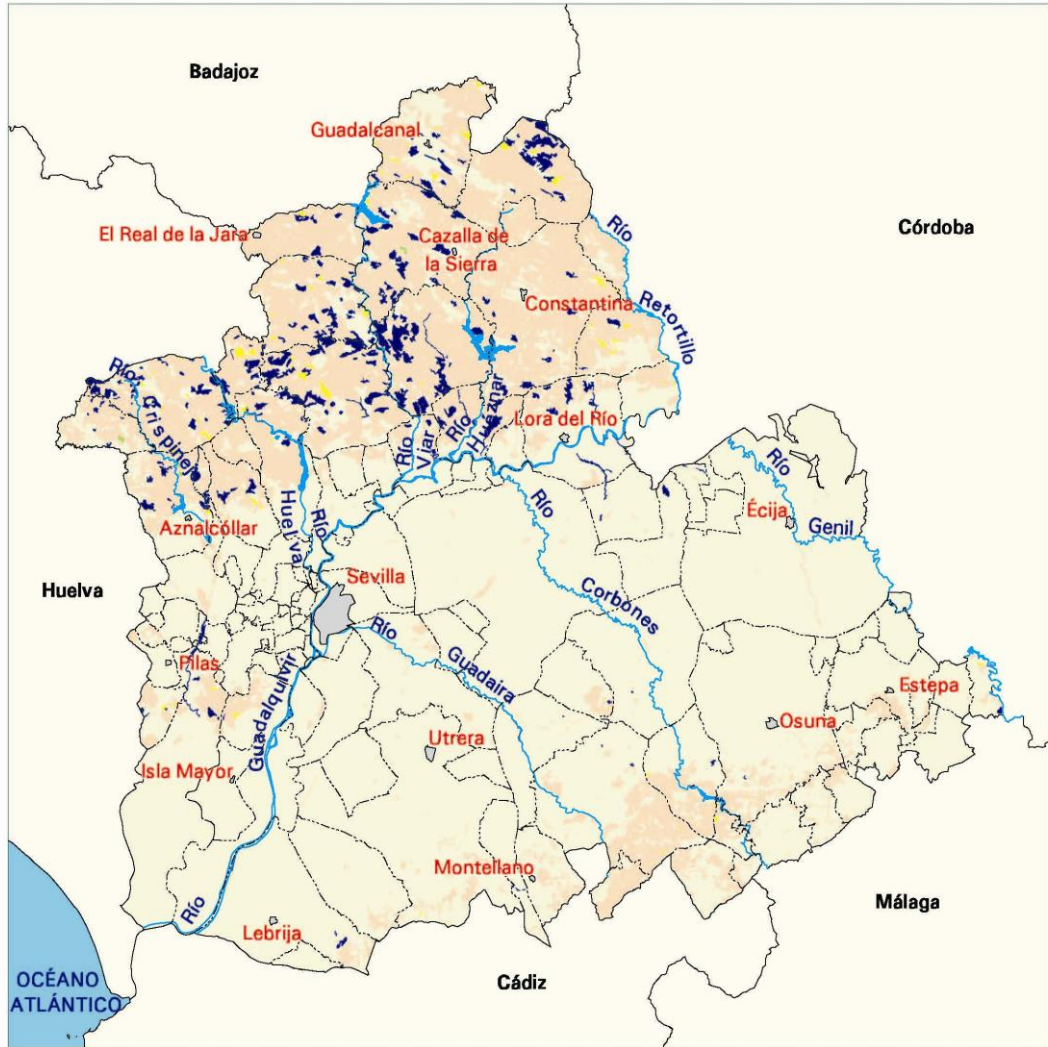 Badajoz
Guadalcanal
Río
Córdoba
El Real de la Jara
Cazalla de
la Sierra
Retortillo
Constantina
Río
Crispinejo
Lora del Río
Río
Huéznar
Río
Viar
Río
Écija
Genil
Huelva
Río
Río
Aznalcóllar
Sevilla
Huelva
Corbones
Río
Guadaira
Pilas
Guadalquivir
Estepa
Osuna
Utrera
Isla Mayor
Montellano
Málaga
Río
Lebrija
Cádiz
OCÉANO
ATLÁNTICO